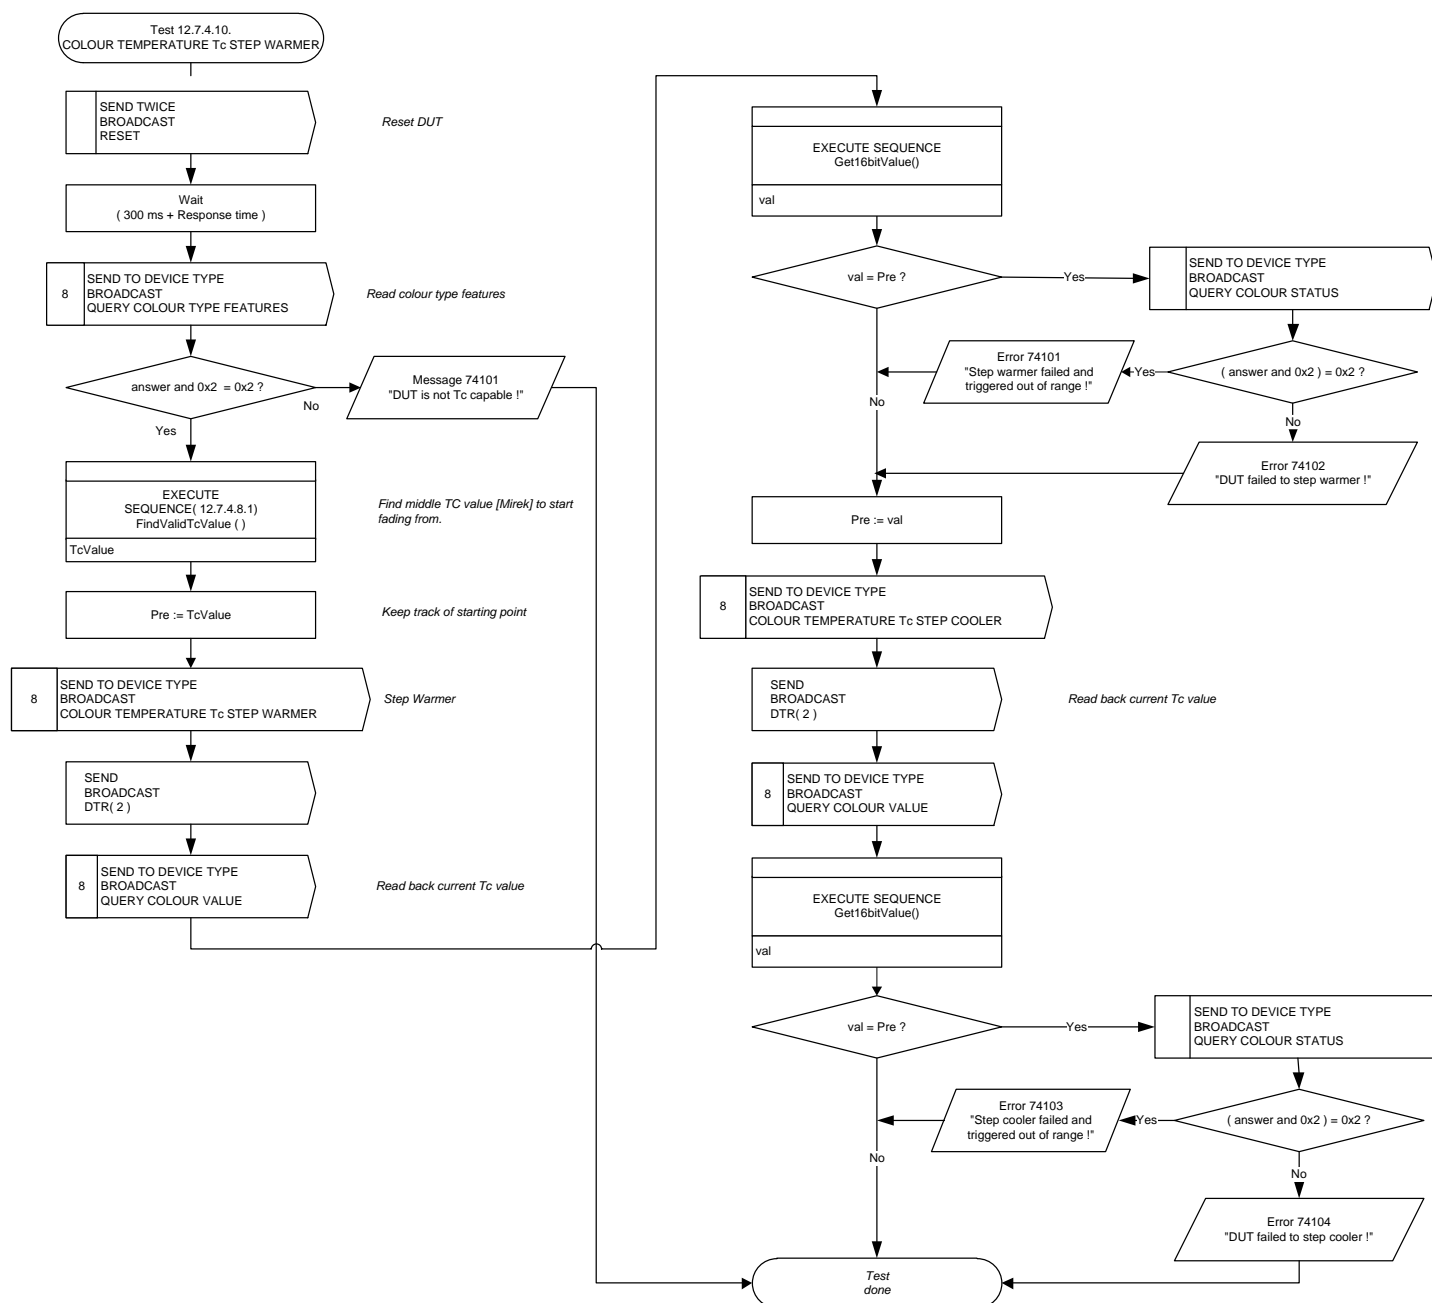 Test 12.7.4.10.
COLOUR TEMPERATURE Tc STEP WARMER
SEND TWICE
BROADCAST
RESET
Reset DUT
Wait
( 300 ms + Response time )
8
SEND TO DEVICE TYPE
BROADCAST
QUERY COLOUR TYPE FEATURES
Read colour type features
answer and 0x2 = 0x2 ?
No
Message 74101
"DUT is not Tc capable !"
Yes
EXECUTE
SEQUENCE( 12.7.4.8.1)
FindValidTcValue ( )
TcValue
Find middle TC value [Mirek] to start
fading from.
Pre := TcValue
Keep track of starting point
8
SEND TO DEVICE TYPE
BROADCAST
COLOUR TEMPERATURE Tc STEP WARMER
Step Warmer
SEND
BROADCAST
DTR( 2 )
8
SEND TO DEVICE TYPE
BROADCAST
QUERY COLOUR VALUE
Read back current Tc value
EXECUTE SEQUENCE
Get16bitValue()
val
val = Pre ?
Yes
SEND TO DEVICE TYPE
BROADCAST
QUERY COLOUR STATUS
( answer and 0x2 ) = 0x2 ?
Yes
Error 74101
"Step warmer failed and
triggered out of range !"
No
No
Error 74102
"DUT failed to step warmer !"
Pre := val
8
SEND TO DEVICE TYPE
BROADCAST
COLOUR TEMPERATURE Tc STEP COOLER
SEND
BROADCAST
DTR( 2 )
Read back current Tc value
8
SEND TO DEVICE TYPE
BROADCAST
QUERY COLOUR VALUE
EXECUTE SEQUENCE
Get16bitValue()
val
val = Pre ?
Yes
SEND TO DEVICE TYPE
BROADCAST
QUERY COLOUR STATUS
( answer and 0x2 ) = 0x2 ?
Yes
Error 74103
"Step cooler failed and
triggered out of range !"
No
No
Error 74104
"DUT failed to step cooler !"
Test
done